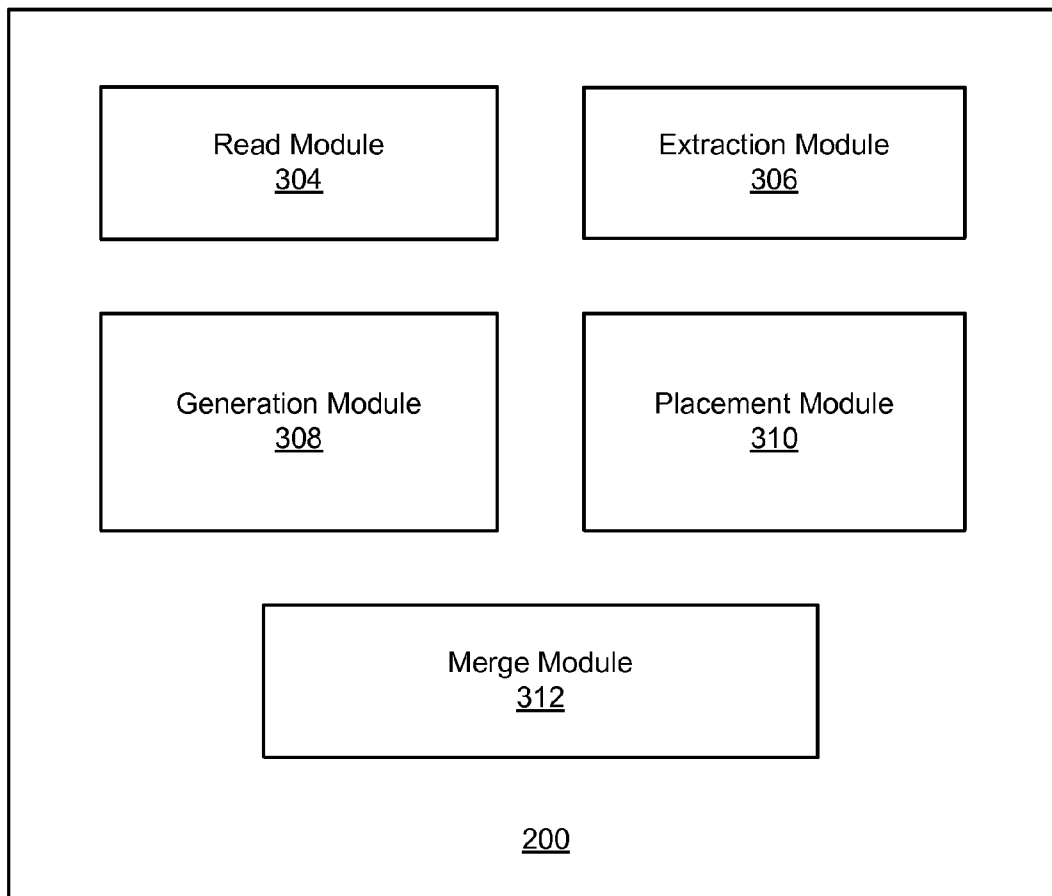 Read Module
304
Extraction Module
306
Generation Module
308
Placement Module
310
Merge Module
312
200